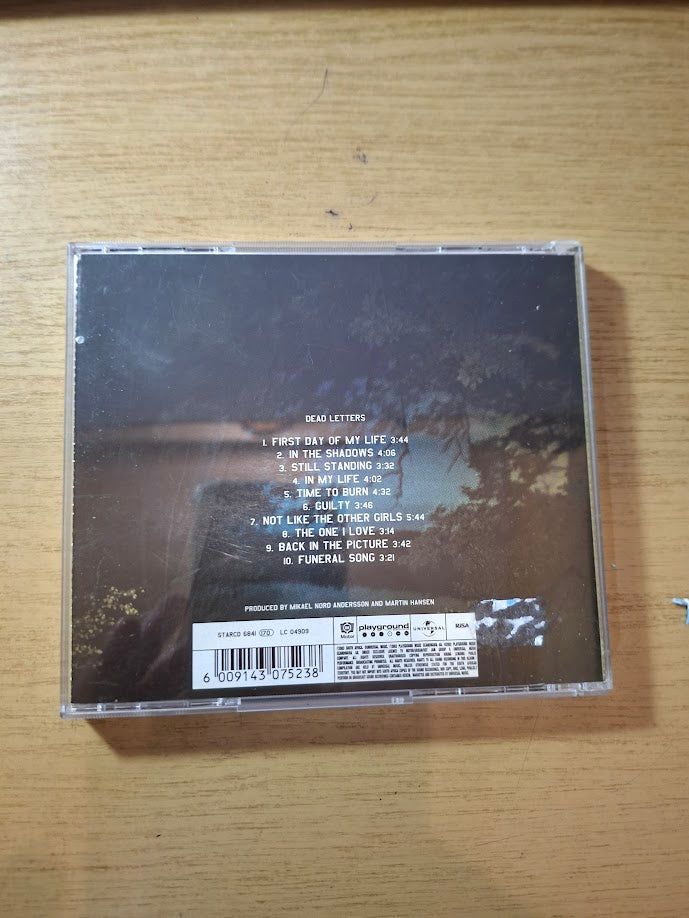 DEAD LETTERS
1. FIRST DAY OF MY LIFE 3:44
2. IN THE SHADOWS 4:06
3. STILL STANDING 3:32
4. IN MY LIFE 4:02
5. TIME TO BURN 4:32
6. GUILTY 3:46
7. NOT LIKE THE OTHER GIRLS 5:44
8. THE ONE I LOVE 3:14
9. BACK IN THE PICTURE 3:42
10. FUNERAL SONG 3:21
PRODUCED BY MIKAEL NORD ANDERSSON AND MARTIN HANSEN
STARCD 6841 LC 04909
Motor playground UNIVERSAL RISA
6 009143 075238